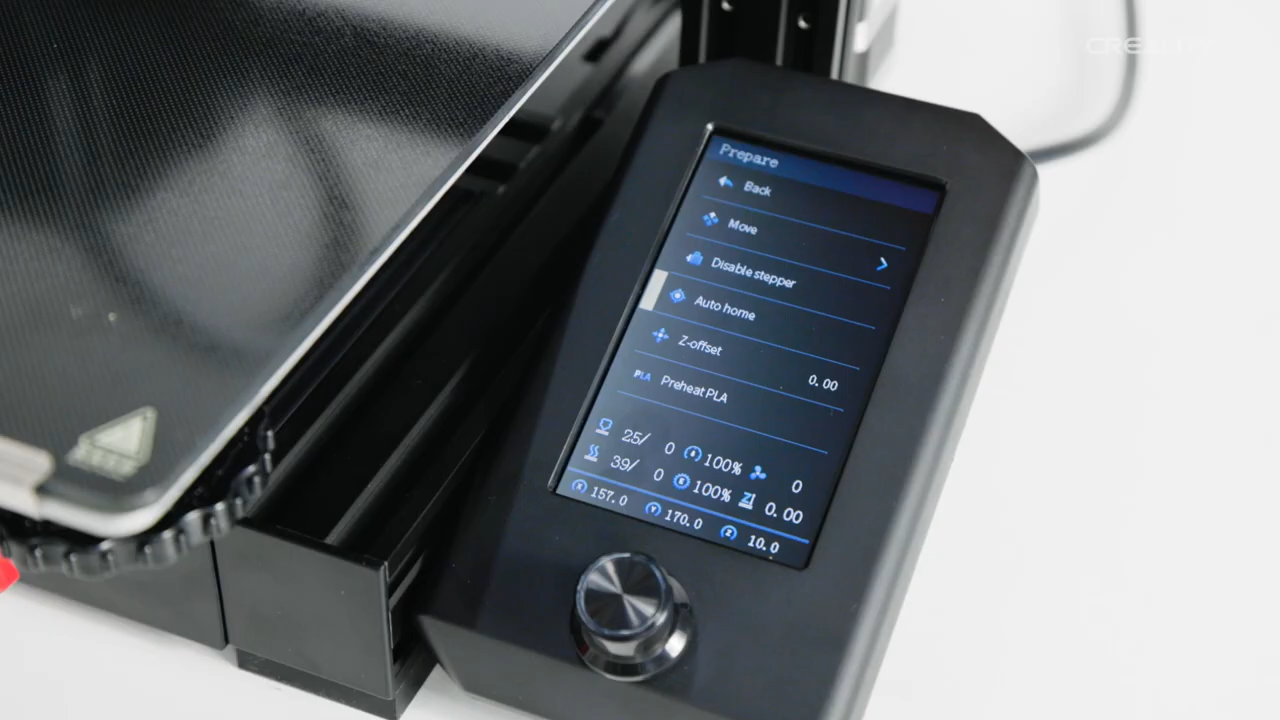 CREALITY
Prepare
Back
Move
Disable stepper
Auto home
Z-offset 0.00
PLA Preheat PLA
25/ 0 100% 0
39/ 0 E 100% Z 0.00
X 157.0 Y 170.0 Z 10.0